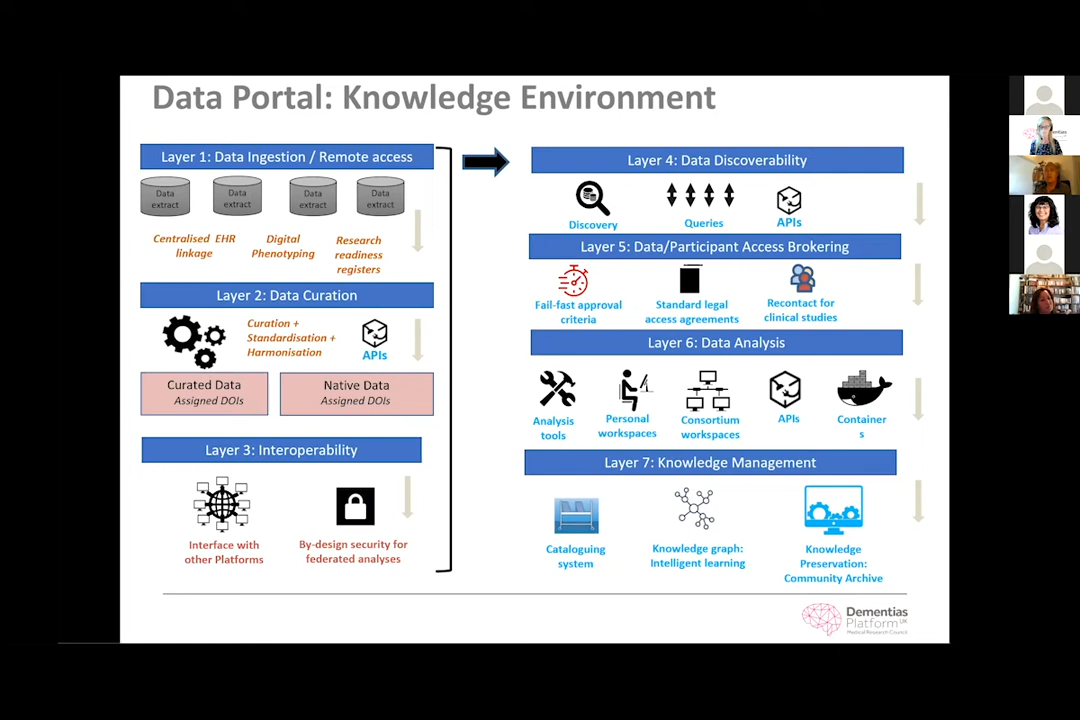 Data Portal: Knowledge Environment
Layer 1: Data Ingestion / Remote access
Data
extract
Data
extract
Data
extract
Data
extract
Centralised EHR
linkage
Digital
Phenotyping
Research
readiness
registers
Layer 2: Data Curation
Curation +
Standardisation +
Harmonisation
APIs
Curated Data
Assigned DOIs
Native Data
Assigned DOIs
Layer 3: Interoperability
Interface with
other Platforms
By-design security for
federated analyses
Layer 4: Data Discoverability
Discovery
Queries
APIs
Layer 5: Data/Participant Access Brokering
Fail-fast approval
criteria
Standard legal
access agreements
Recontact for
clinical studies
Layer 6: Data Analysis
Analysis
tools
Personal
workspaces
Consortium
workspaces
APIs
Container
s
Layer 7: Knowledge Management
Cataloguing
system
Knowledge graph:
Intelligent learning
Knowledge
Preservation:
Community Archive
Dementias
Platform UK
Medical Research Council